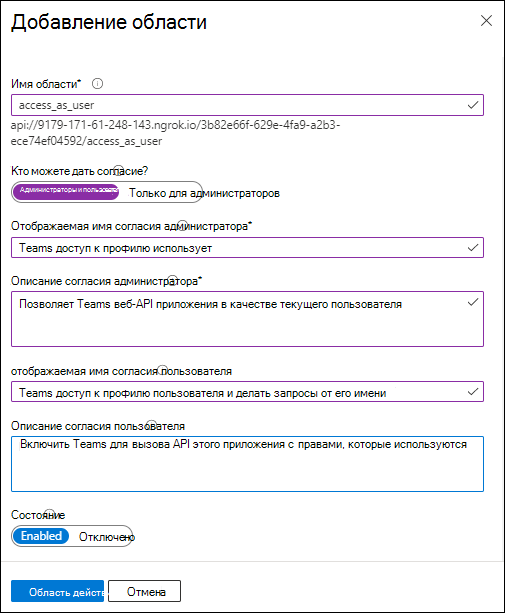 Добавление области
Имя области*
access_as_user
api://9179-171-61-248-143.ngrok.io/3b82e66f-629e-4fa9-a2b3-
ece74ef04592/access_as_user
Кто можете дать согласие?
Администраторы и пользователи
Только для администраторов
Отображаемая имя согласия администратора*
Teams доступ к профилю использует
Описание согласия администратора*
Позволяет Teams веб-API приложения в качестве текущего пользователя
отображаемая имя согласия пользователя
Teams доступ к профилю пользователя и делать запросы от его имени
Описание согласия пользователя
Включить Teams для вызова API этого приложения с правами, которые используются
Состояние
Enabled
Отключено
Область действ
Отмена